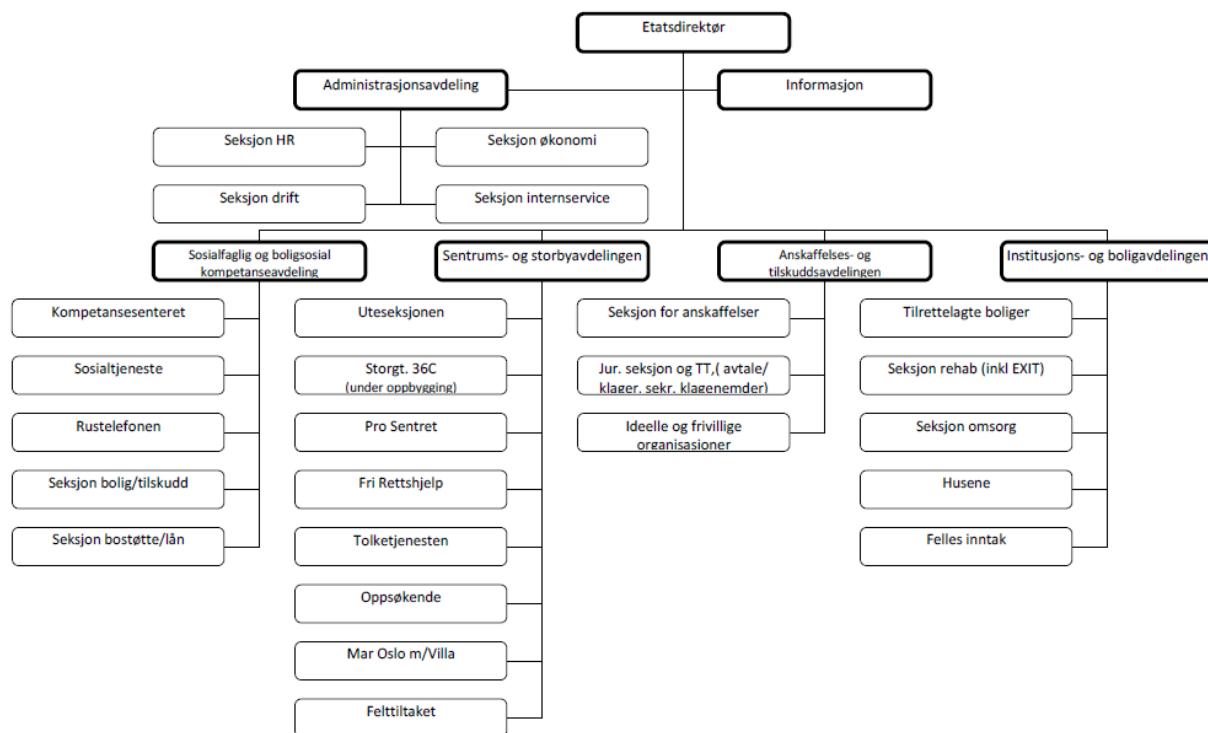 Etatsdirektør
Administrasjonsavdeling
Informasjon
Seksjon HR
Seksjon økonomi
Seksjon drift
Seksjon internservice
Sosialfaglig og boligsosial
kompetanseavdeling
Sentrums- og storbyavdelingen
Anskaffelses- og
tilskuddsavdelingen
Institusjons- og boligavdelingen
Kompetansesenteret
Sosialtjeneste
Rustelefonen
Seksjon bolig/tilskudd
Seksjon bostøtte/lån
Uteseksjonen
Storgt. 36C
(under oppbygging)
Pro Sentret
Fri Rettshjelp
Tolketjenesten
Oppsøkende
Mar Oslo m/Villa
Felttiltaket
Seksjon for anskaffelser
Jur. seksjon og TT,( avtale/
klager. sekr. klagenemder)
Ideelle og frivillige
organisasioner
Tilrettelagte boliger
Seksjon rehab (inkl EXIT)
Seksjon omsorg
Husene
Felles inntak